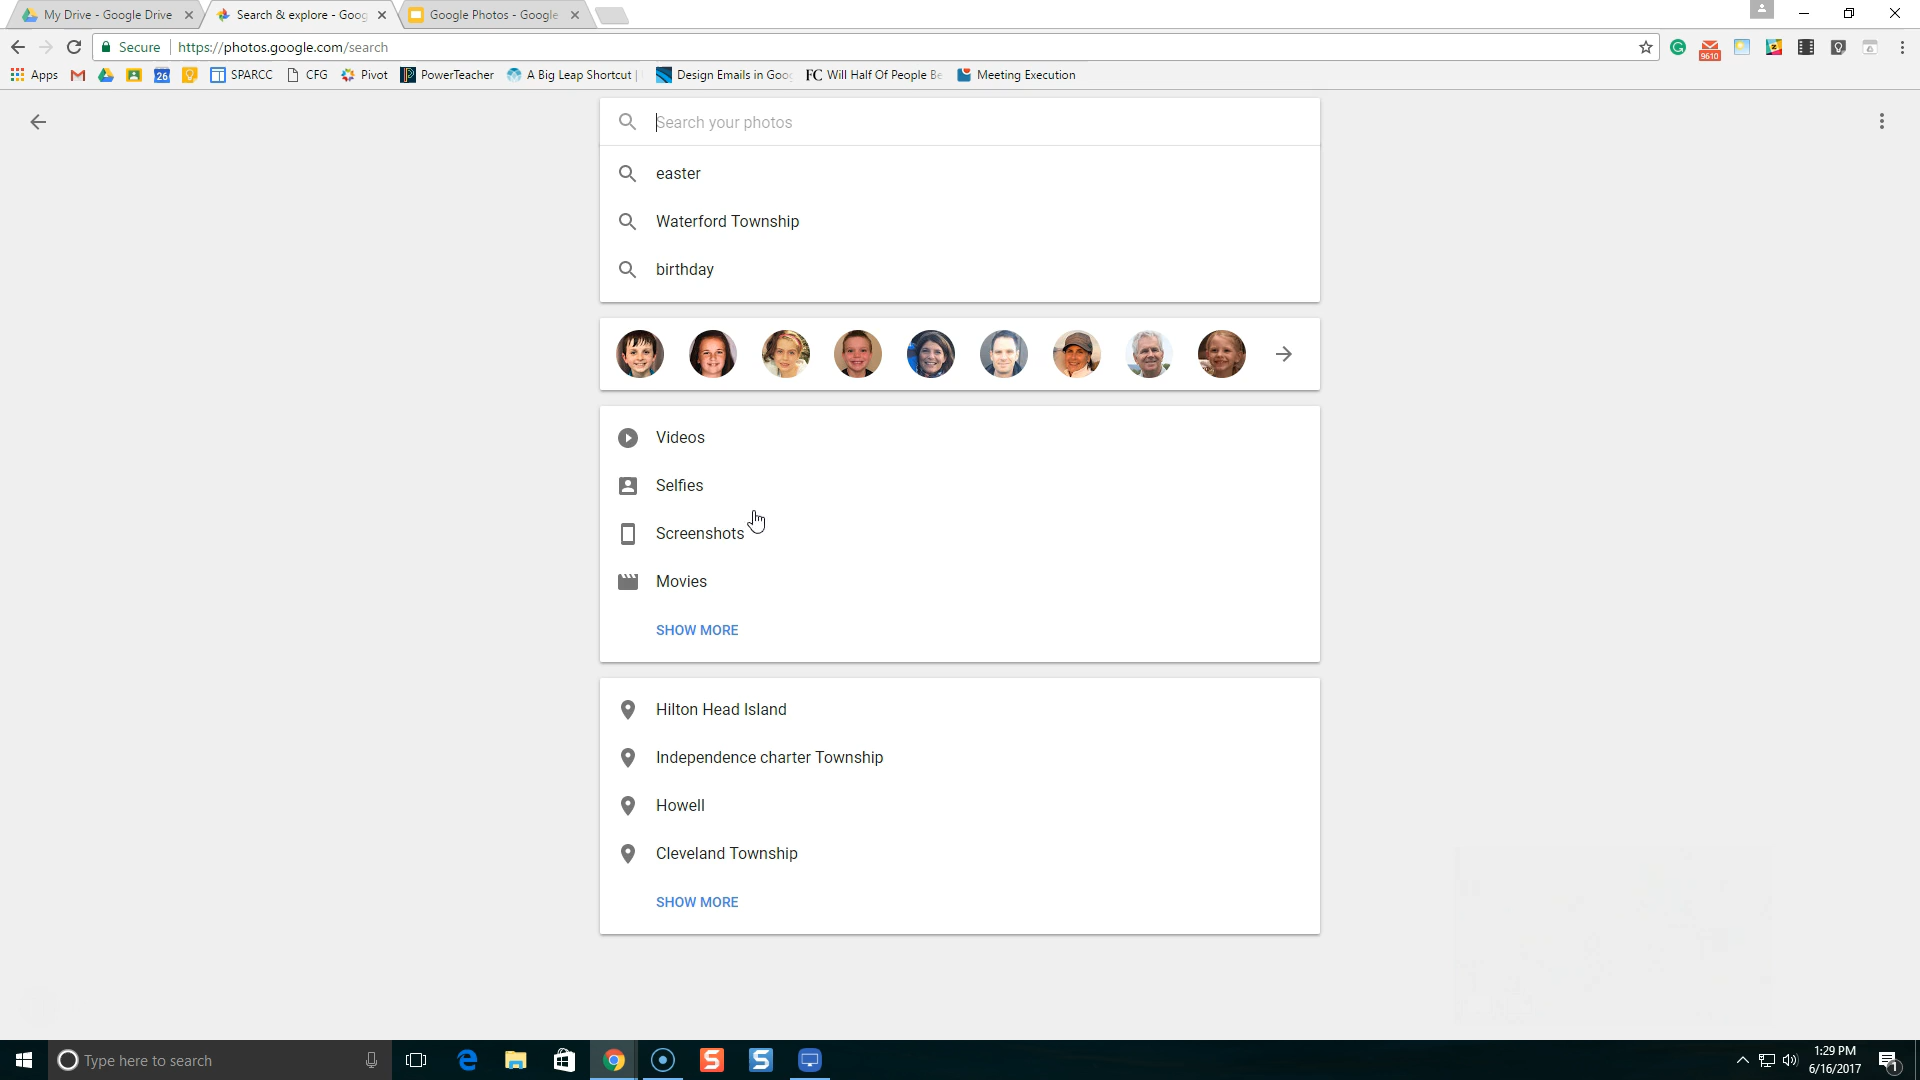 My Drive - Google Drive
Search & explore - Goog
Google Photos - Google
Secure
https://photos.google.com/search
9610
Apps
26
SPARCC
CFG
Pivot
PowerTeacher
A Big Leap Shortcut |
Design Emails in Goo
FC Will Half Of People Be
Meeting Execution
Search your photos
easter
Waterford Township
birthday
Videos
Selfies
Screenshots
Movies
SHOW MORE
Hilton Head Island
Independence charter Township
Howell
Cleveland Township
SHOW MORE
Type here to search
S
S
1:29 PM
6/16/2017
1